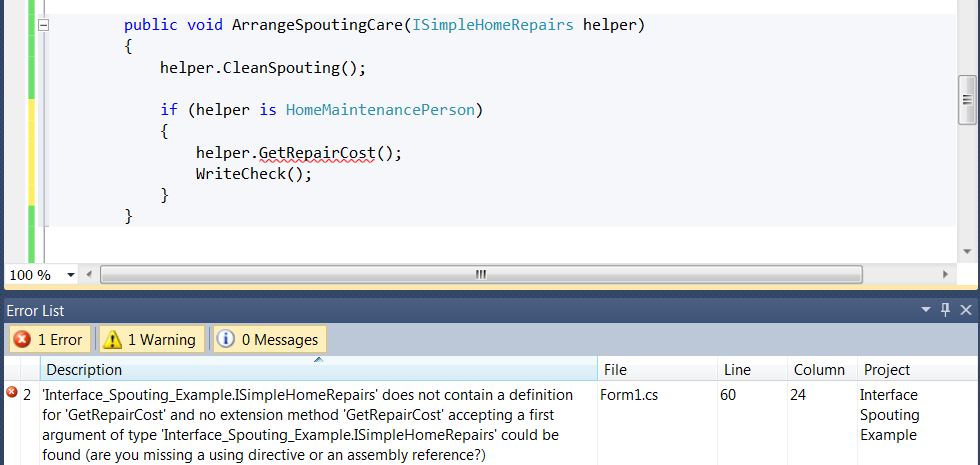 public void ArrangeSpoutingCare(ISimpleHomeRepairs helper)
{
helper.CleanSpouting();
if (helper is HomeMaintenancePerson)
{
helper.GetRepairCost();
WriteCheck();
}
}
100 %
Error List
1 Error 1 Warning 0 Messages
Description File Line Column Project
2 'Interface_Spouting_Example.ISimpleHomeRepairs' does not contain a definition Form1.cs 60 24 Interface
for 'GetRepairCost' and no extension method 'GetRepairCost' accepting a first Spouting
argument of type 'Interface_Spouting_Example.ISimpleHomeRepairs' could be Example
found (are you missing a using directive or an assembly reference?)